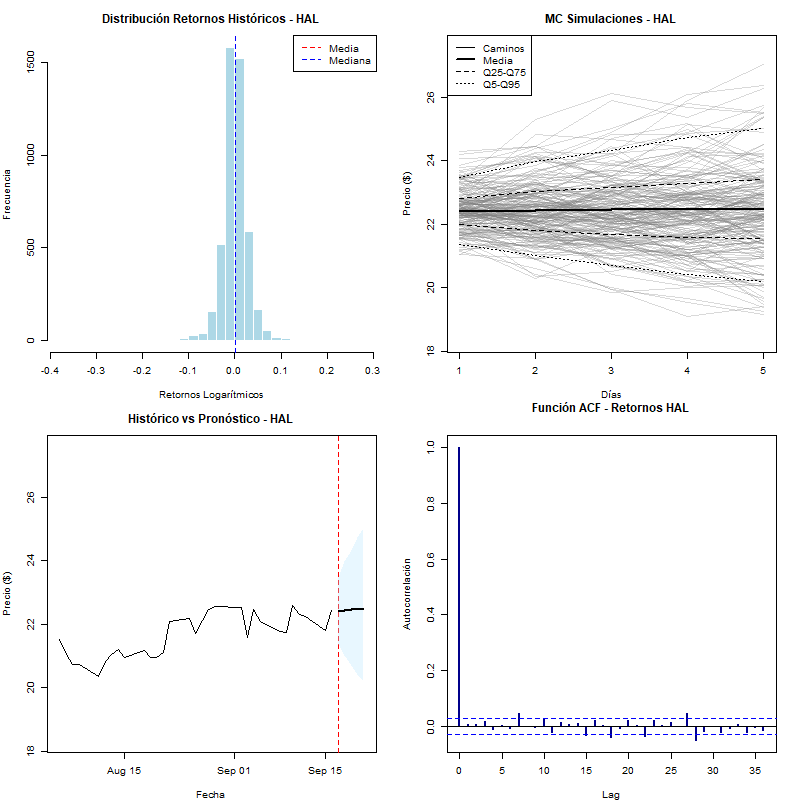 Distribución Retornos Históricos - HAL
Frecuencia
0
500
1000
1500
Media
Mediana
-0.4
-0.3
-0.2
-0.1
0.0
0.1
0.2
0.3
Retornos Logarítmicos
MC Simulaciones - HAL
Precio ($)
18
20
22
24
26
Caminos
Media
Q25-Q75
Q5-Q95
1
2
3
4
5
Días
Histórico vs Pronóstico - HAL
Precio ($)
18
20
22
24
26
Aug 15
Sep 01
Sep 15
Fecha
Función ACF - Retornos HAL
Autocorrelación
0.0
0.2
0.4
0.6
0.8
1.0
0
5
10
15
20
25
30
35
Lag